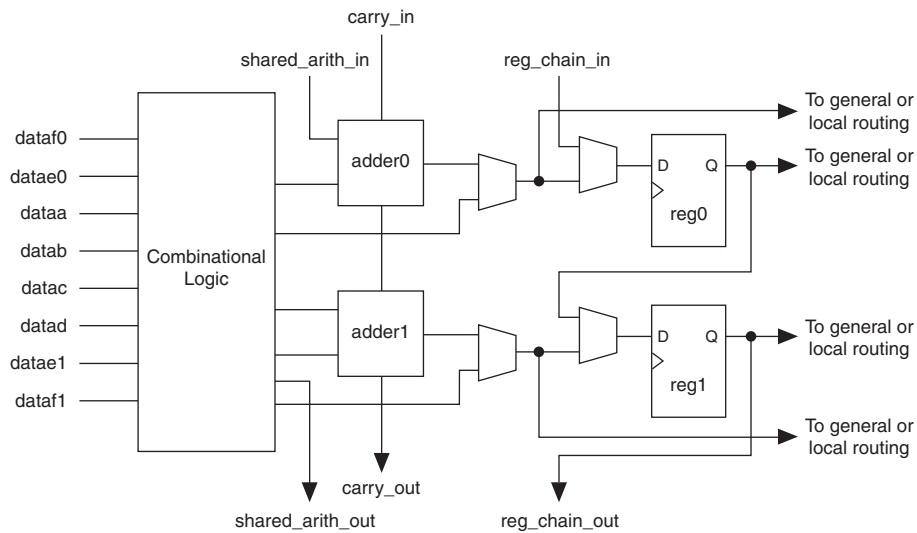 carry_in
shared_arith_in
reg_chain_in
To general or
local routing
dataf0
adder0
To general or
local routing
D
Q
datae0
dataa
reg0
datab
Combinational
Logic
datac
datad
adder1
To general or
local routing
D
Q
datae1
reg1
dataf1
To general or
local routing
carry_out
shared_arith_out
reg_chain_out